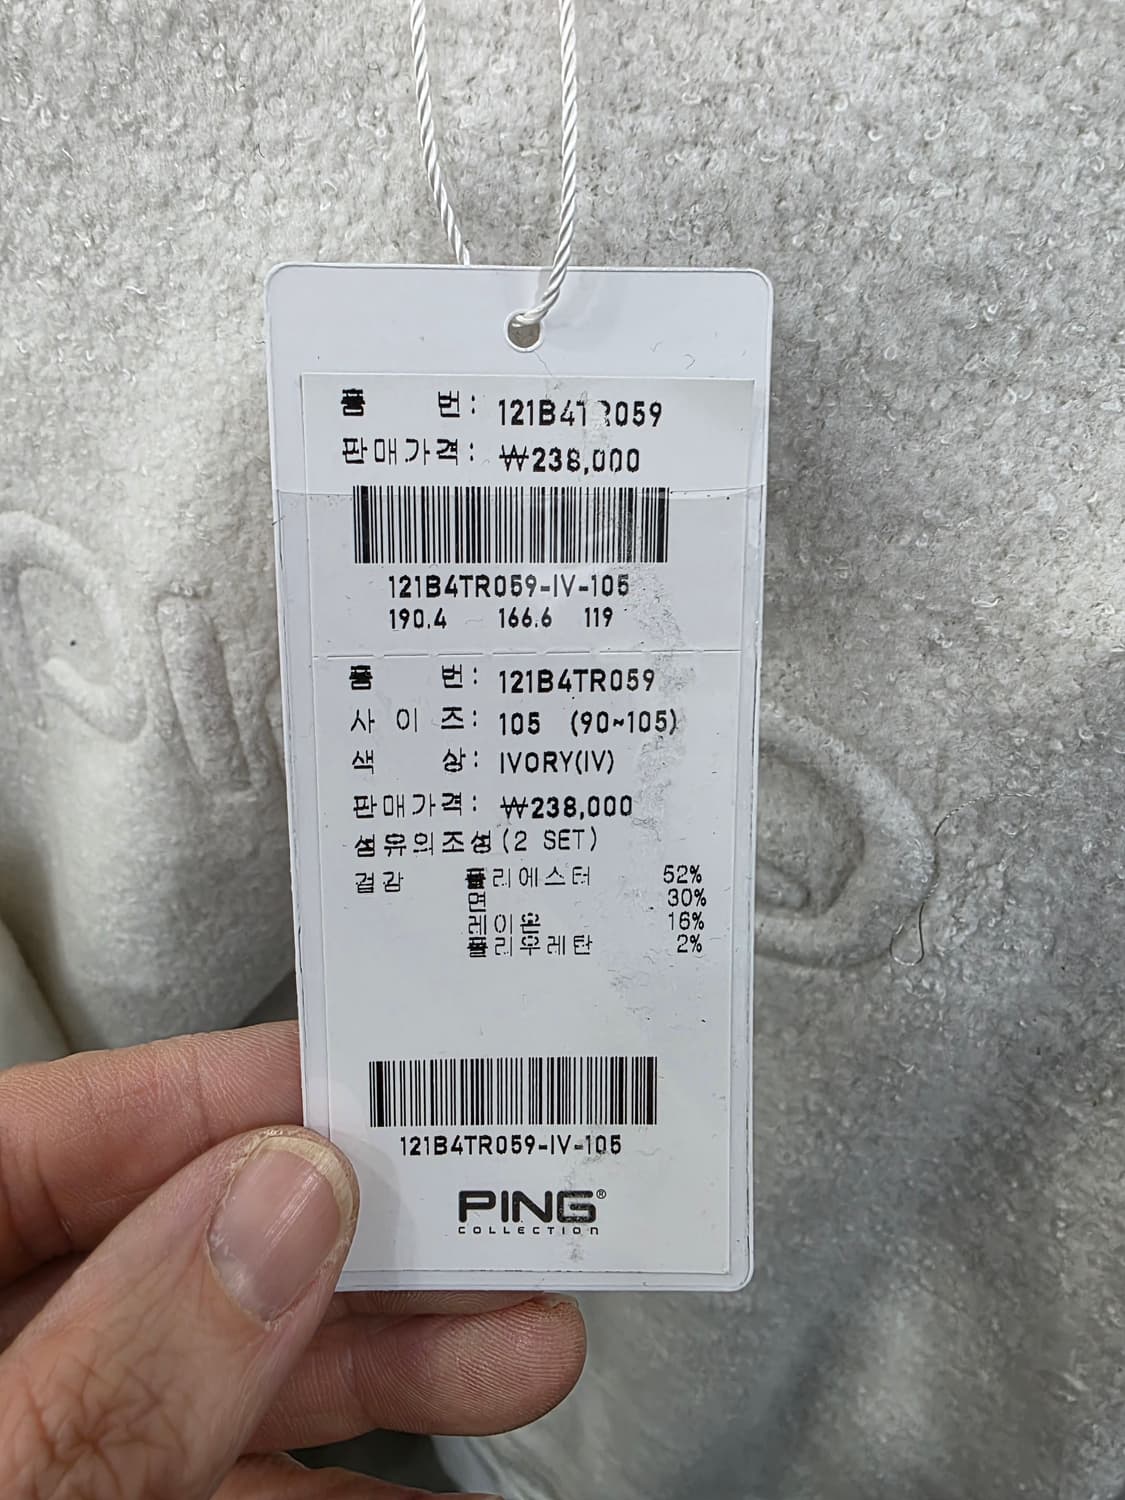 품 번: 121B4TR059
판매가격: ₩238,000
121B4TR059-IV-105
190.4 166.6 119
품 번: 121B4TR059
사 이 즈: 105 (90~105)
색 상: IVORY(IV)
판매가격: ₩238,000
섬유의조성(2 SET)
겉감 폴리에스터 52%
면 30%
레이온 16%
폴리우레탄 2%
121B4TR059-IV-105
PING®
COLLECTION